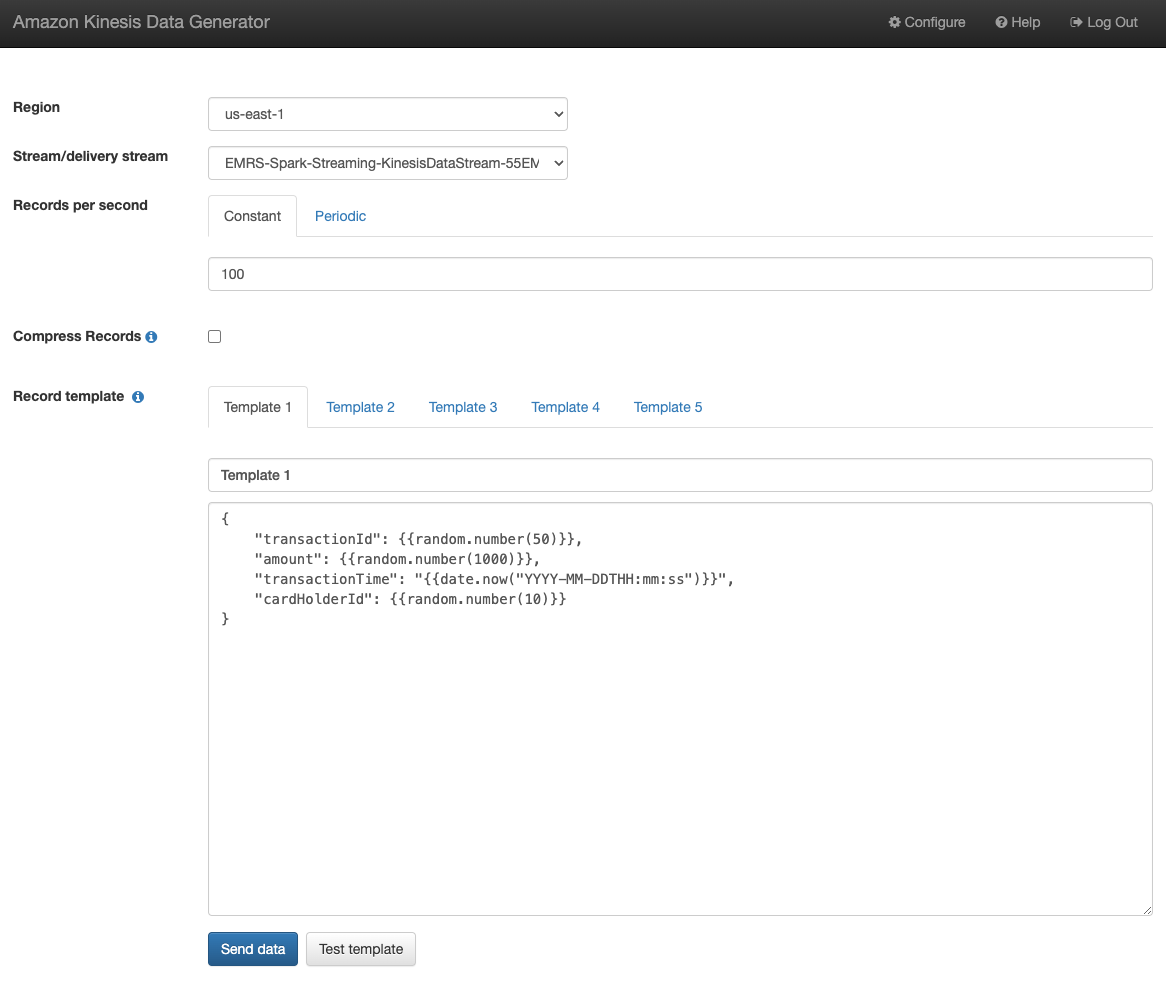 Amazon Kinesis Data Generator
Configure
Help
Log Out
Region
us-east-1
Stream/delivery stream
EMRS-Spark-Streaming-KinesisDataStream-55EM
Records per second
Constant
Periodic
100
Compress Records
Record template
Template 1
Template 2
Template 3
Template 4
Template 5
Template 1
{
    "transactionId": {{random.number(50)}},
    "amount": {{random.number(1000)}},
    "transactionTime": "{{date.now("YYYY-MM-DDTHH:mm:ss")}}",
    "cardHolderId": {{random.number(10)}}
}
Send data
Test template